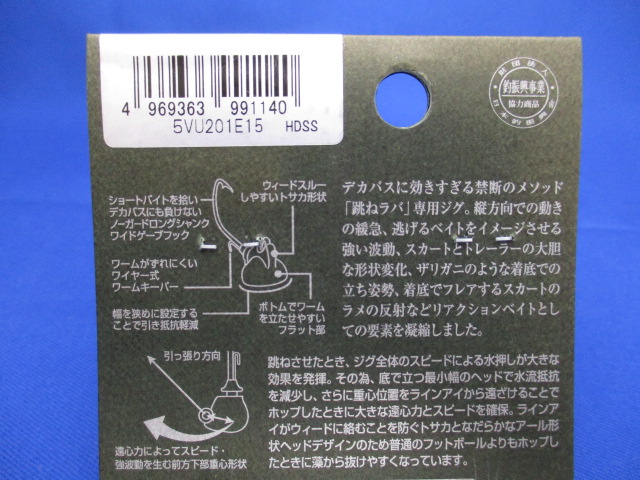 4 969363 991140
5VU201E15 HDSS
財団法人
釣振興事業
協力商品
日本釣振興会
ショートバイトを拾い
デカバスにも負けない
ノーガードロングシャンク
ワイドゲープフック
ウィードスルー
しやすいトサカ形状
ワームがずれにくい
ワイヤー式
ワームキーパー
幅を狭めに設定する
ことで引き抵抗軽減
ボトムでワーム
を立たせやすい
フラット部
デカバスに効きすぎる禁断のメソッド
「跳ねラバ」専用ジグ。縦方向での動き
の緩急、逃げるベイトをイメージさせる
強い波動、スカートとトレーラーの大胆
な形状変化、ザリガニのような着底での
立ち姿勢、着底でフレアするスカートの
ラメの反射などリアクションベイトとし
ての要素を凝縮しました。
引っ張り方向
遠心力によってスピード・
強波動を生む前方下部重心形状
跳ねさせたとき、ジグ全体のスピードによる水押しが大きな
効果を発揮。その為、底で立つ最小幅のヘッドで水流抵抗
を減少し、さらに重心位置をラインアイから遠ざけることで
ホップしたときに大きな遠心力とスピードを確保。ラインア
イがウィードに絡むことを防ぐトサカとなだらかなアール形
状ヘッドデザインのため普通のフットボールよりもホップし
たときに藻から抜けやすくなっています。